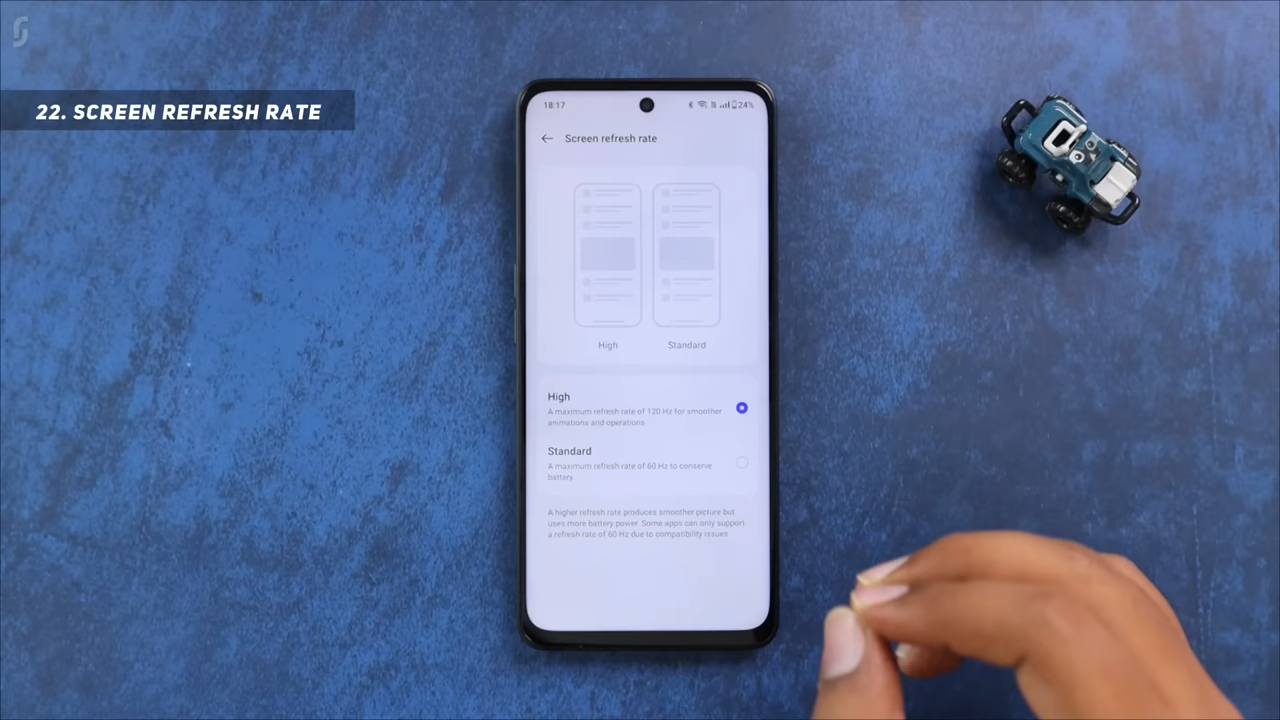 22. SCREEN REFRESH RATE
18:17
24%
Screen refresh rate
High
Standard
High
A maximum refresh rate of 120 Hz for smoother
animations and operations
Standard
A maximum refresh rate of 60 Hz to conserve
battery
A higher refresh rate produces smoother picture but
uses more battery power. Some apps can only support
a refresh rate of 60 Hz due to compatibility issues